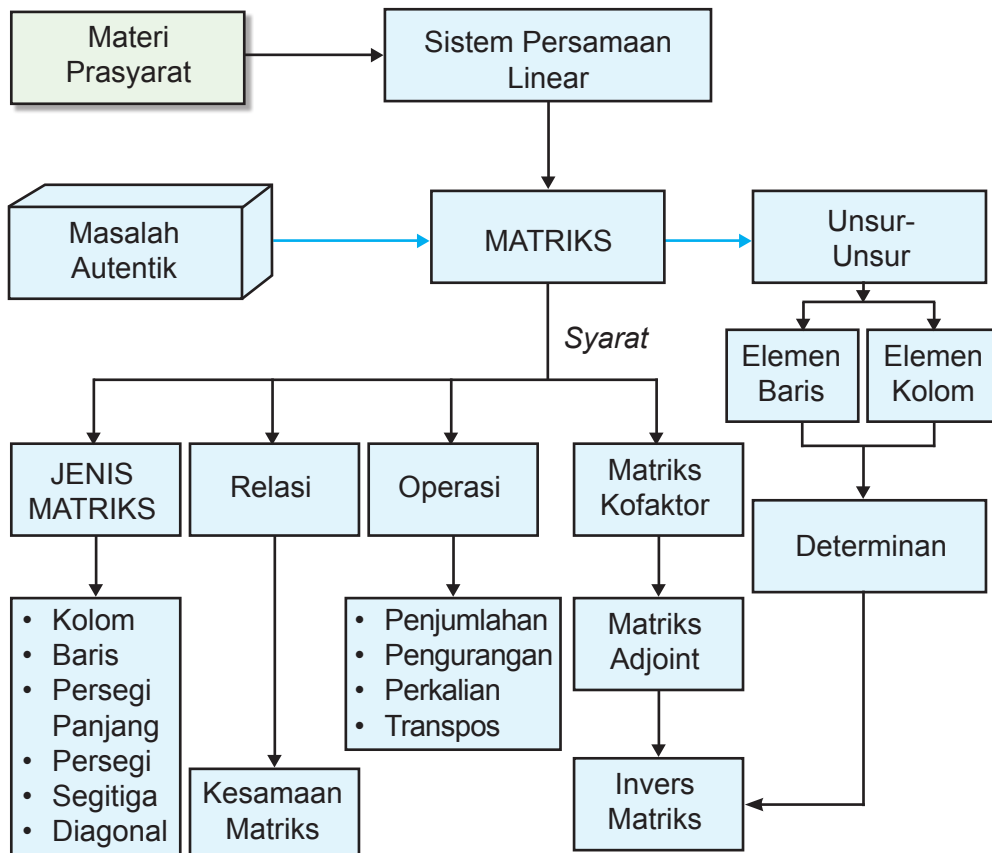 Materi
Prasyarat
Sistem Persamaan
Linear
Masalah
Autentik
MATRIKS
Unsur-
Unsur
Syarat
Elemen
Baris
Elemen
Kolom
JENIS
MATRIKS
Relasi
Operasi
Matriks
Kofaktor
Determinan
• Kolom
• Baris
• Persegi
Panjang
• Persegi
• Segitiga
• Diagonal
Kesamaan
Matriks
• Penjumlahan
• Pengurangan
• Perkalian
• Transpos
Matriks
Adjoint
Invers
Matriks